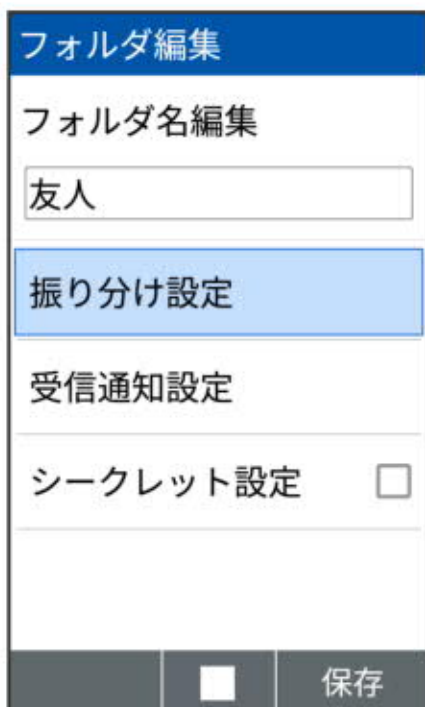 フォルダ編集
フォルダ名編集
友人
振り分け設定
受信通知設定
シークレット設定
保存